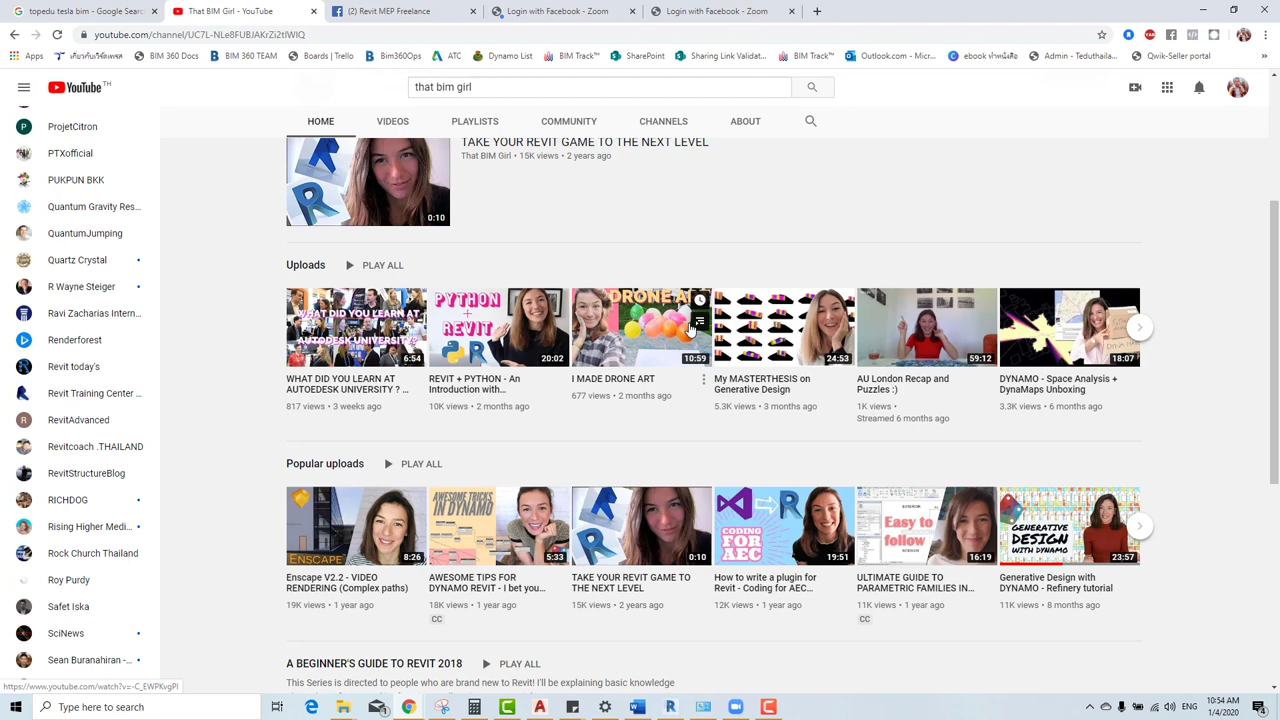 topedu tesla bim - Google Searc
That BIM Girl - YouTube
(2) Revit MEP Freelance
Login with Facebook - Zoom
Login with Facebook - Zoom
youtube.com/channel/UC7L-NLe8FUBJAKrZi2tIWIQ
Apps
เกี่ยวกับกิจเทศ
BIM 360 Docs
BIM 360 TEAM
Boards | Trello
Bim360Ops
ATC
Dynamo List
BIM Track™
SharePoint
Sharing Link Validat...
BIM Track™
Outlook.com - Micr...
Admin - Teduthaila...
Qwik-Seller portal
YouTube TH
that bim girl
HOME
VIDEOS
PLAYLISTS
COMMUNITY
CHANNELS
ABOUT
ProjetCitron
PTXofficial
PUKPUN BKK
Quantum Gravity Res...
QuantumJumping
Quartz Crystal
R Wayne Steiger
Ravi Zacharias Intern...
Renderforest
Revit today's
Revit Training Center ...
RevitAdvanced
Revitcoach .THAILAND
RevitStructureBlog
RICHDOG
Rising Higher Medi...
Rock Church Thailand
Roy Purdy
Safet Iska
SciNews
Sean Buranahiran -...
TAKE YOUR REVIT GAME TO THE NEXT LEVEL
That BIM Girl • 15K views • 2 years ago
0:10
Uploads
PLAY ALL
WHAT DID YOU LEARN AT
AUTODESK UNIVERSITY?
6:54
PYTHON
+
REVIT
20:02
DRONE A
10:59
24:53
59:12
18:07
WHAT DID YOU LEARN AT
AUTOEDESK UNIVERSITY ? ...
817 views • 3 weeks ago
REVIT + PYTHON - An
Introduction with...
10K views • 2 months ago
I MADE DRONE ART
677 views • 2 months ago
My MASTERTHESIS on
Generative Design
5.3K views • 3 months ago
AU London Recap and
Puzzles :)
1K views •
Streamed 6 months ago
DYNAMO - Space Analysis +
DynaMaps Unboxing
3.3K views • 6 months ago
Popular uploads
PLAY ALL
ENSCAPE
8:26
AWESOME TRICKS
IN DYNAMO
5:33
0:10
CODING
FOR
AEC
19:51
Easy to
follow
16:19
GENERATIVE
DESIGN
WITH DYNAMO
23:57
Enscape V2.2 - VIDEO
RENDERING (Complex paths)
19K views • 1 year ago
AWESOME TIPS FOR
DYNAMO REVIT - I bet you...
18K views • 1 year ago
CC
TAKE YOUR REVIT GAME TO
THE NEXT LEVEL
15K views • 2 years ago
How to write a plugin for
Revit - Coding for AEC...
12K views • 1 year ago
ULTIMATE GUIDE TO
PARAMETRIC FAMILIES IN...
11K views • 1 year ago
CC
Generative Design with
DYNAMO - Refinery tutorial
11K views • 8 months ago
A BEGINNER'S GUIDE TO REVIT 2018
PLAY ALL
This Series is directed to people who are brand new to Revit! I'll be explaining basic knowledge
https://www.youtube.com/watch?v=-C_EWPKvgPI
Type here to search
ENG
10:54 AM
1/4/2020